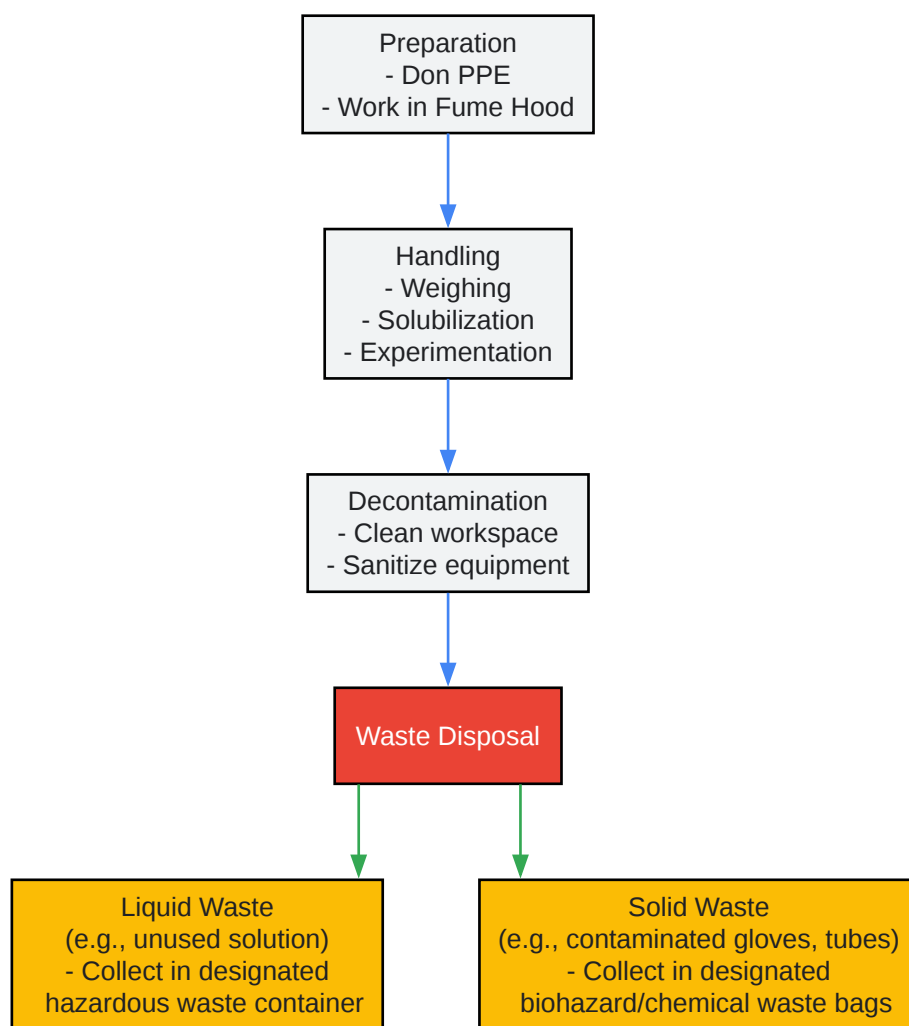 Preparation
- Don PPE
- Work in Fume Hood
Handling
- Weighing
- Solubilization
- Experimentation
Decontamination
- Clean workspace
- Sanitize equipment
Waste Disposal
Liquid Waste
(e.g., unused solution)
- Collect in designated
hazardous waste container
Solid Waste
(e.g., contaminated gloves, tubes)
- Collect in designated
biohazard/chemical waste bags